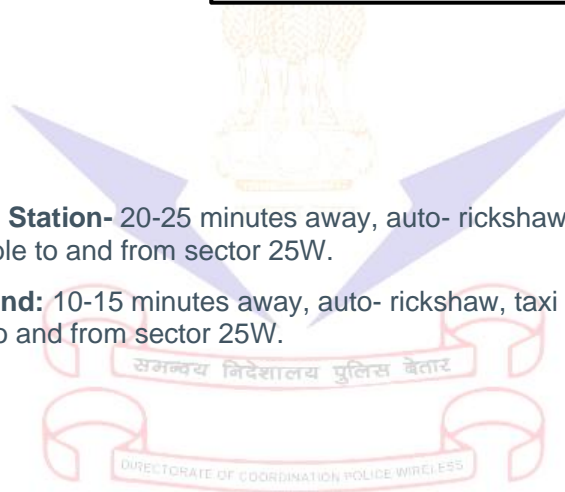 Station- 20-25 minutes away, auto- rickshaw
ble to and from sector 25W.
nd: 10-15 minutes away, auto- rickshaw, taxi
o and from sector 25W.
समन्वय निदेशालय पुलिस बेतार
DIRECTORATE OF COORDINATION POLICE WIRELESS